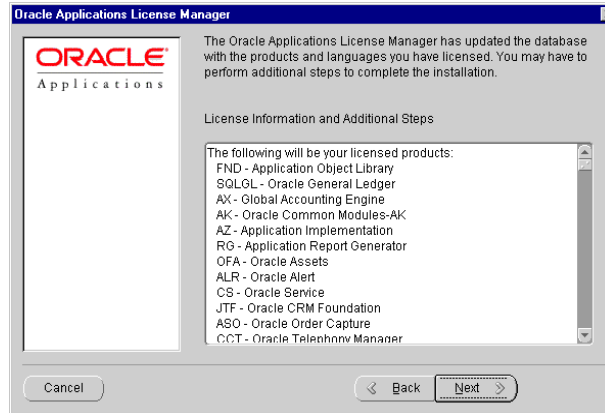 Oracle Applications License Manager
ORACLE
Applications
The Oracle Applications License Manager has updated the database
with the products and languages you have licensed. You may have to
perform additional steps to complete the installation.
License Information and Additional Steps
The following will be your licensed products:
FND - Application Object Library
SQLGL - Oracle General Ledger
AX - Global Accounting Engine
AK - Oracle Common Modules-AK
AZ - Application Implementation
RG - Application Report Generator
OFA - Oracle Assets
ALR - Oracle Alert
CS - Oracle Service
JTF - Oracle CRM Foundation
ASO - Oracle Order Capture
CCT - Oracle Telephony Manager
Cancel
Back
Next